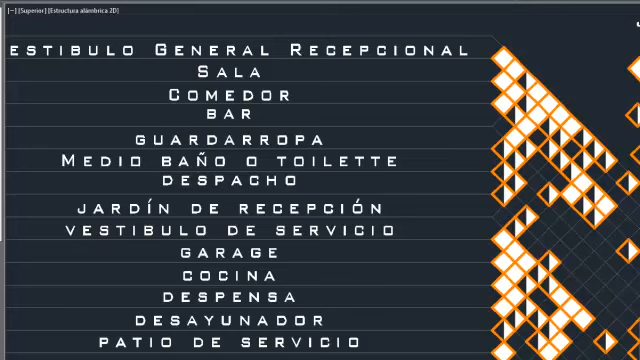 [−] [Superior] [Estructura alámbrica 2D]
ESTIBULO GENERAL RECEPCIONAL
SALA
COMEDOR
BAR
GUARDARROPA
MEDIO BAÑO O TOILETTE
DESPACHO
JARDÍN DE RECEPCIÓN
VESTIBULO DE SERVICIO
GARAGE
COCINA
DESPENSA
DESAYUNADOR
PATIO DE SERVICIO